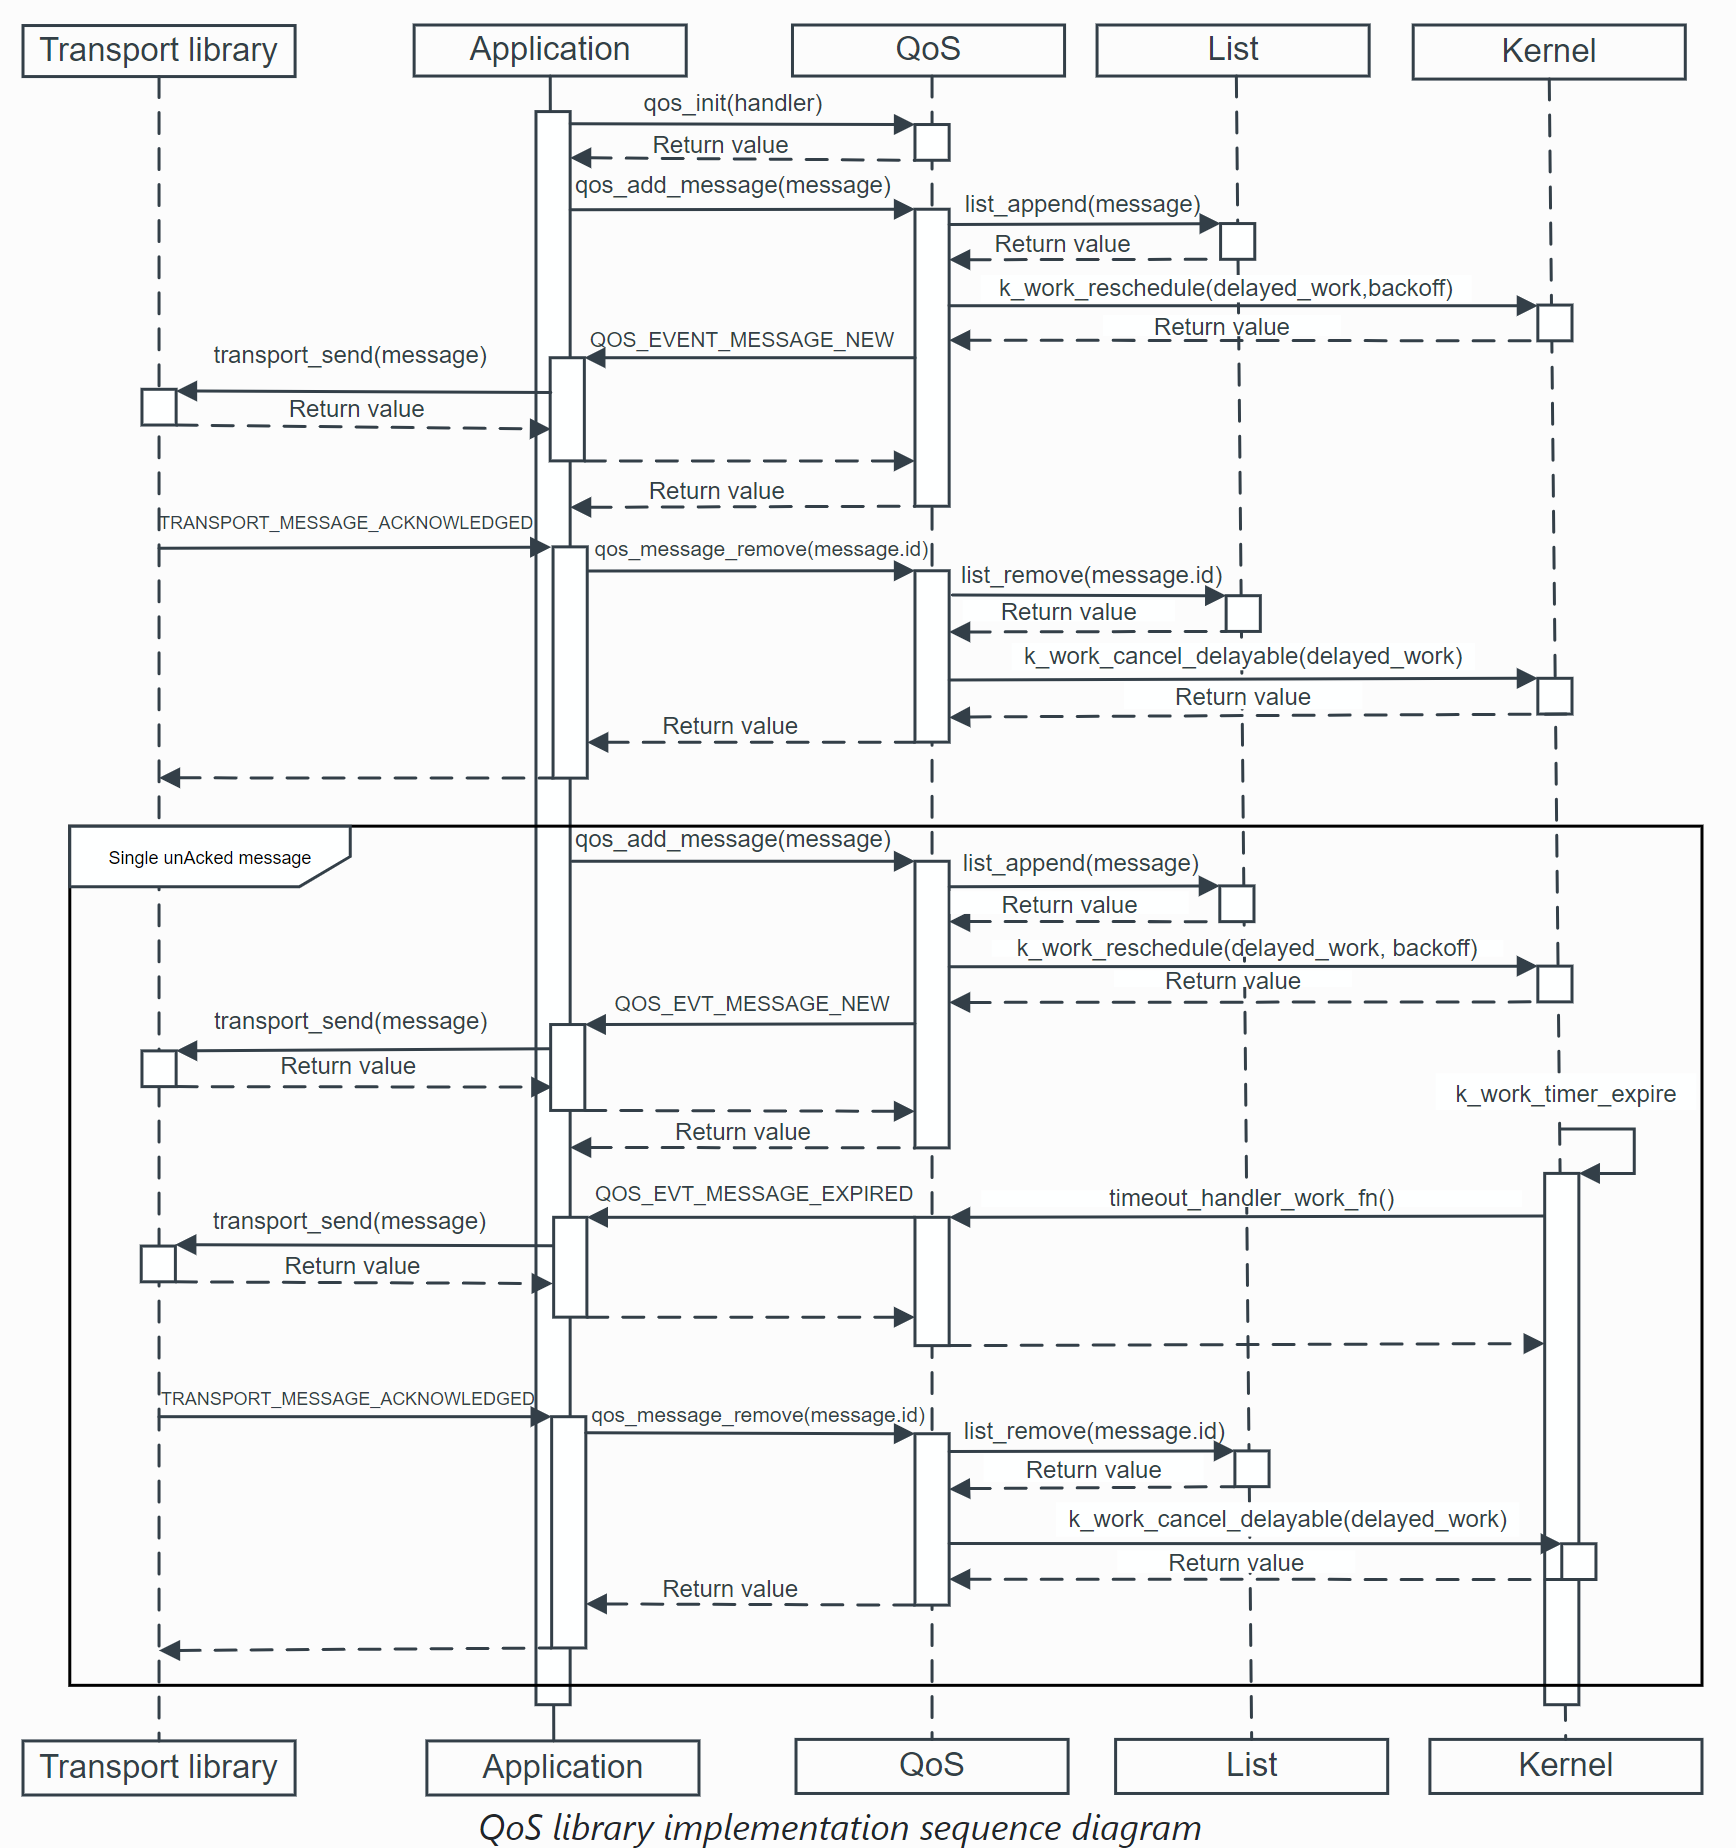 Transport library
Application
QoS
List
Kernel
qos_init(handler)
Return value
qos_add_message(message)
list_append(message)
Return value
k_work_reschedule(delayed_work,backoff)
Return value
QOS_EVENT_MESSAGE_NEW
transport_send(message)
Return value
Return value
TRANSPORT_MESSAGE_ACKNOWLEDGED
qos_message_remove(message.id)
list_remove(message.id)
Return value
k_work_cancel_delayable(delayed_work)
Return value
Return value
Single unAcked message
qos_add_message(message)
list_append(message)
Return value
k_work_reschedule(delayed_work, backoff)
Return value
QOS_EVT_MESSAGE_NEW
transport_send(message)
Return value
k_work_timer_expire
Return value
QOS_EVT_MESSAGE_EXPIRED
timeout_handler_work_fn()
transport_send(message)
Return value
TRANSPORT_MESSAGE_ACKNOWLEDGED
qos_message_remove(message.id)
list_remove(message.id)
Return value
k_work_cancel_delayable(delayed_work)
Return value
Return value
Transport library
Application
QoS
List
Kernel
QoS library implementation sequence diagram